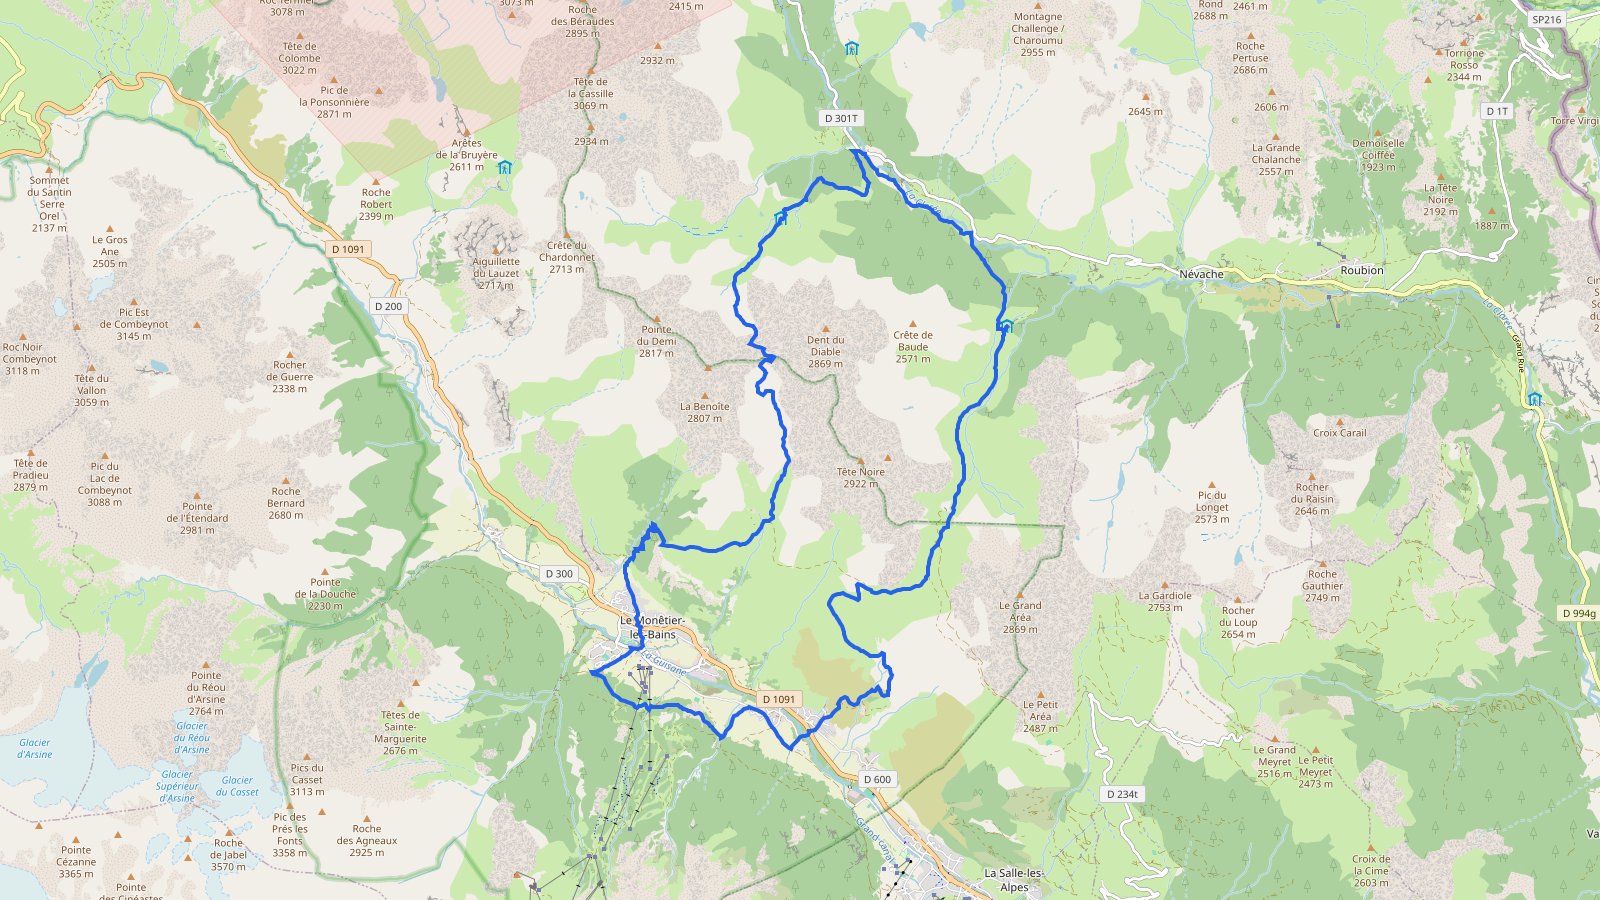 Roc Termier
3078 m
3073 m
Roche
des Béraudes
2895 m
2415 m
Montagne
Challenge /
Charoumu
2955 m
Rond
2688 m
2461 m
SP216
Tête de
Colombe
3022 m
2932 m
Roche
Pertuse
2686 m
Torrione
Rosso
2344 m
Pic de
la Ponsonnière
2871 m
Tête de
la Cassille
3069 m
2645 m
2606 m
D 1T
D 301T
Torre Virgi
Arêtes
de la Bruyère
2611 m
2934 m
La Grande
Chalanche
2557 m
Demoiselle
Coiffée
1923 m
Sommet
du Santin
Serre
Orel
2137 m
Roche
Robert
2399 m
La Clarée
La Tête
Noire
2192 m
1887 m
Le Gros
Ane
2505 m
D 1091
Crête du
Chardonnet
2713 m
Aiguillette
du Lauzet
2717 m
Névache
Roubion
D 200
Pic Est
de Combeynot
3145 m
La Clarée
Grand Rue
Roc Noir
Combeynot
3118 m
Pointe
du Demi
2817 m
Dent du
Diable
2869 m
Crête de
Baude
2571 m
Rocher
de Guerre
2338 m
Tête du
Vallon
3059 m
La Benoîte
2807 m
Croix Carail
Tête de
Pradieu
2879 m
Pic du
Lac de
Combeynot
3088 m
Tête Noire
2922 m
Roche
Bernard
2680 m
Pointe
de l'Étendard
2981 m
Pic du
Longet
2573 m
Rocher
du Raisin
2646 m
D 300
Pointe
de la Douche
2230 m
Le Monêtier-
les-Bains
Le Grand
Aréa
2869 m
La Gardiole
2753 m
Roche
Gauthier
2749 m
Rocher
du Loup
2654 m
D 994g
La Guisane
Pointe
du Réou
d'Arsine
2764 m
D 1091
Le Petit
Aréa
2487 m
Têtes de
Sainte-
Marguerite
2676 m
Glacier
d'Arsine
Glacier
du Réou
d'Arsine
Le Grand
Meyret
2516 m
Le Petit
Meyret
2473 m
Glacier
Supérieur
d'Arsine
Glacier
du Casset
Pics du
Casset
3113 m
D 600
D 234t
Pic des
Prés les
Fonts
3358 m
Roche
des Agneaux
2925 m
Grand Canal
Va
Pointe
Cézanne
3365 m
Roche
de Jabel
3570 m
La Salle-les-
Alpes
Croix de
la Cime
2603 m
Pointe
des Cinéastes